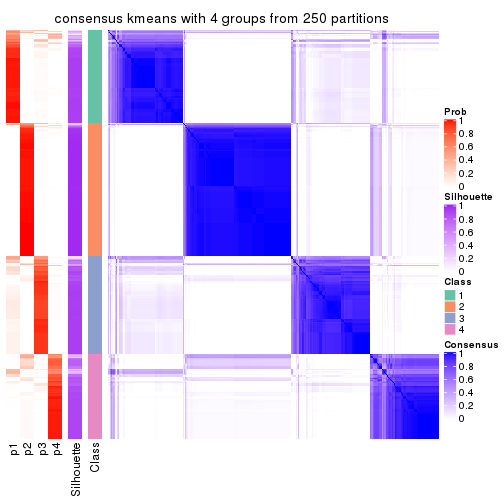 consensus kmeans with 4 groups from 250 partitions
Prob
1
0.8
0.6
0.4
0.2
0
Silhouette
1
0.8
0.6
0.4
0.2
0
Class
1
2
3
4
Consensus
1
0.8
0.6
0.4
0.2
0
p1
p2
p3
p4
Silhouette
Class